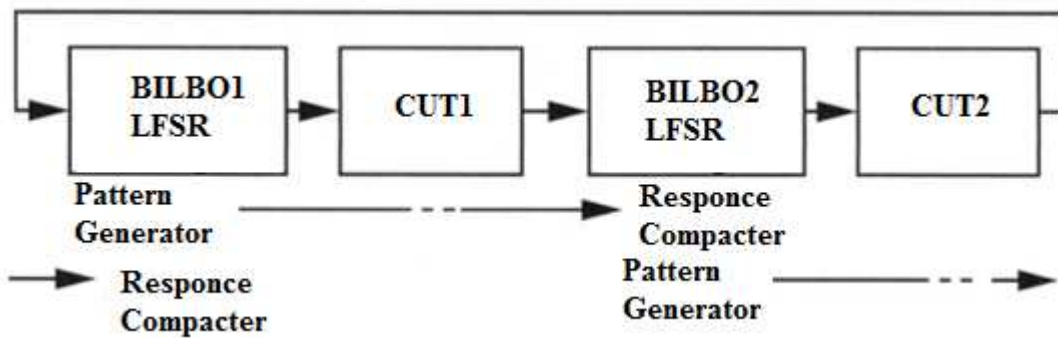 BILBO1
LFSR
CUT1
BILBO2
LFSR
CUT2
Pattern
Generator
Responce
Compacter
Responce
Compacter
Pattern
Generator